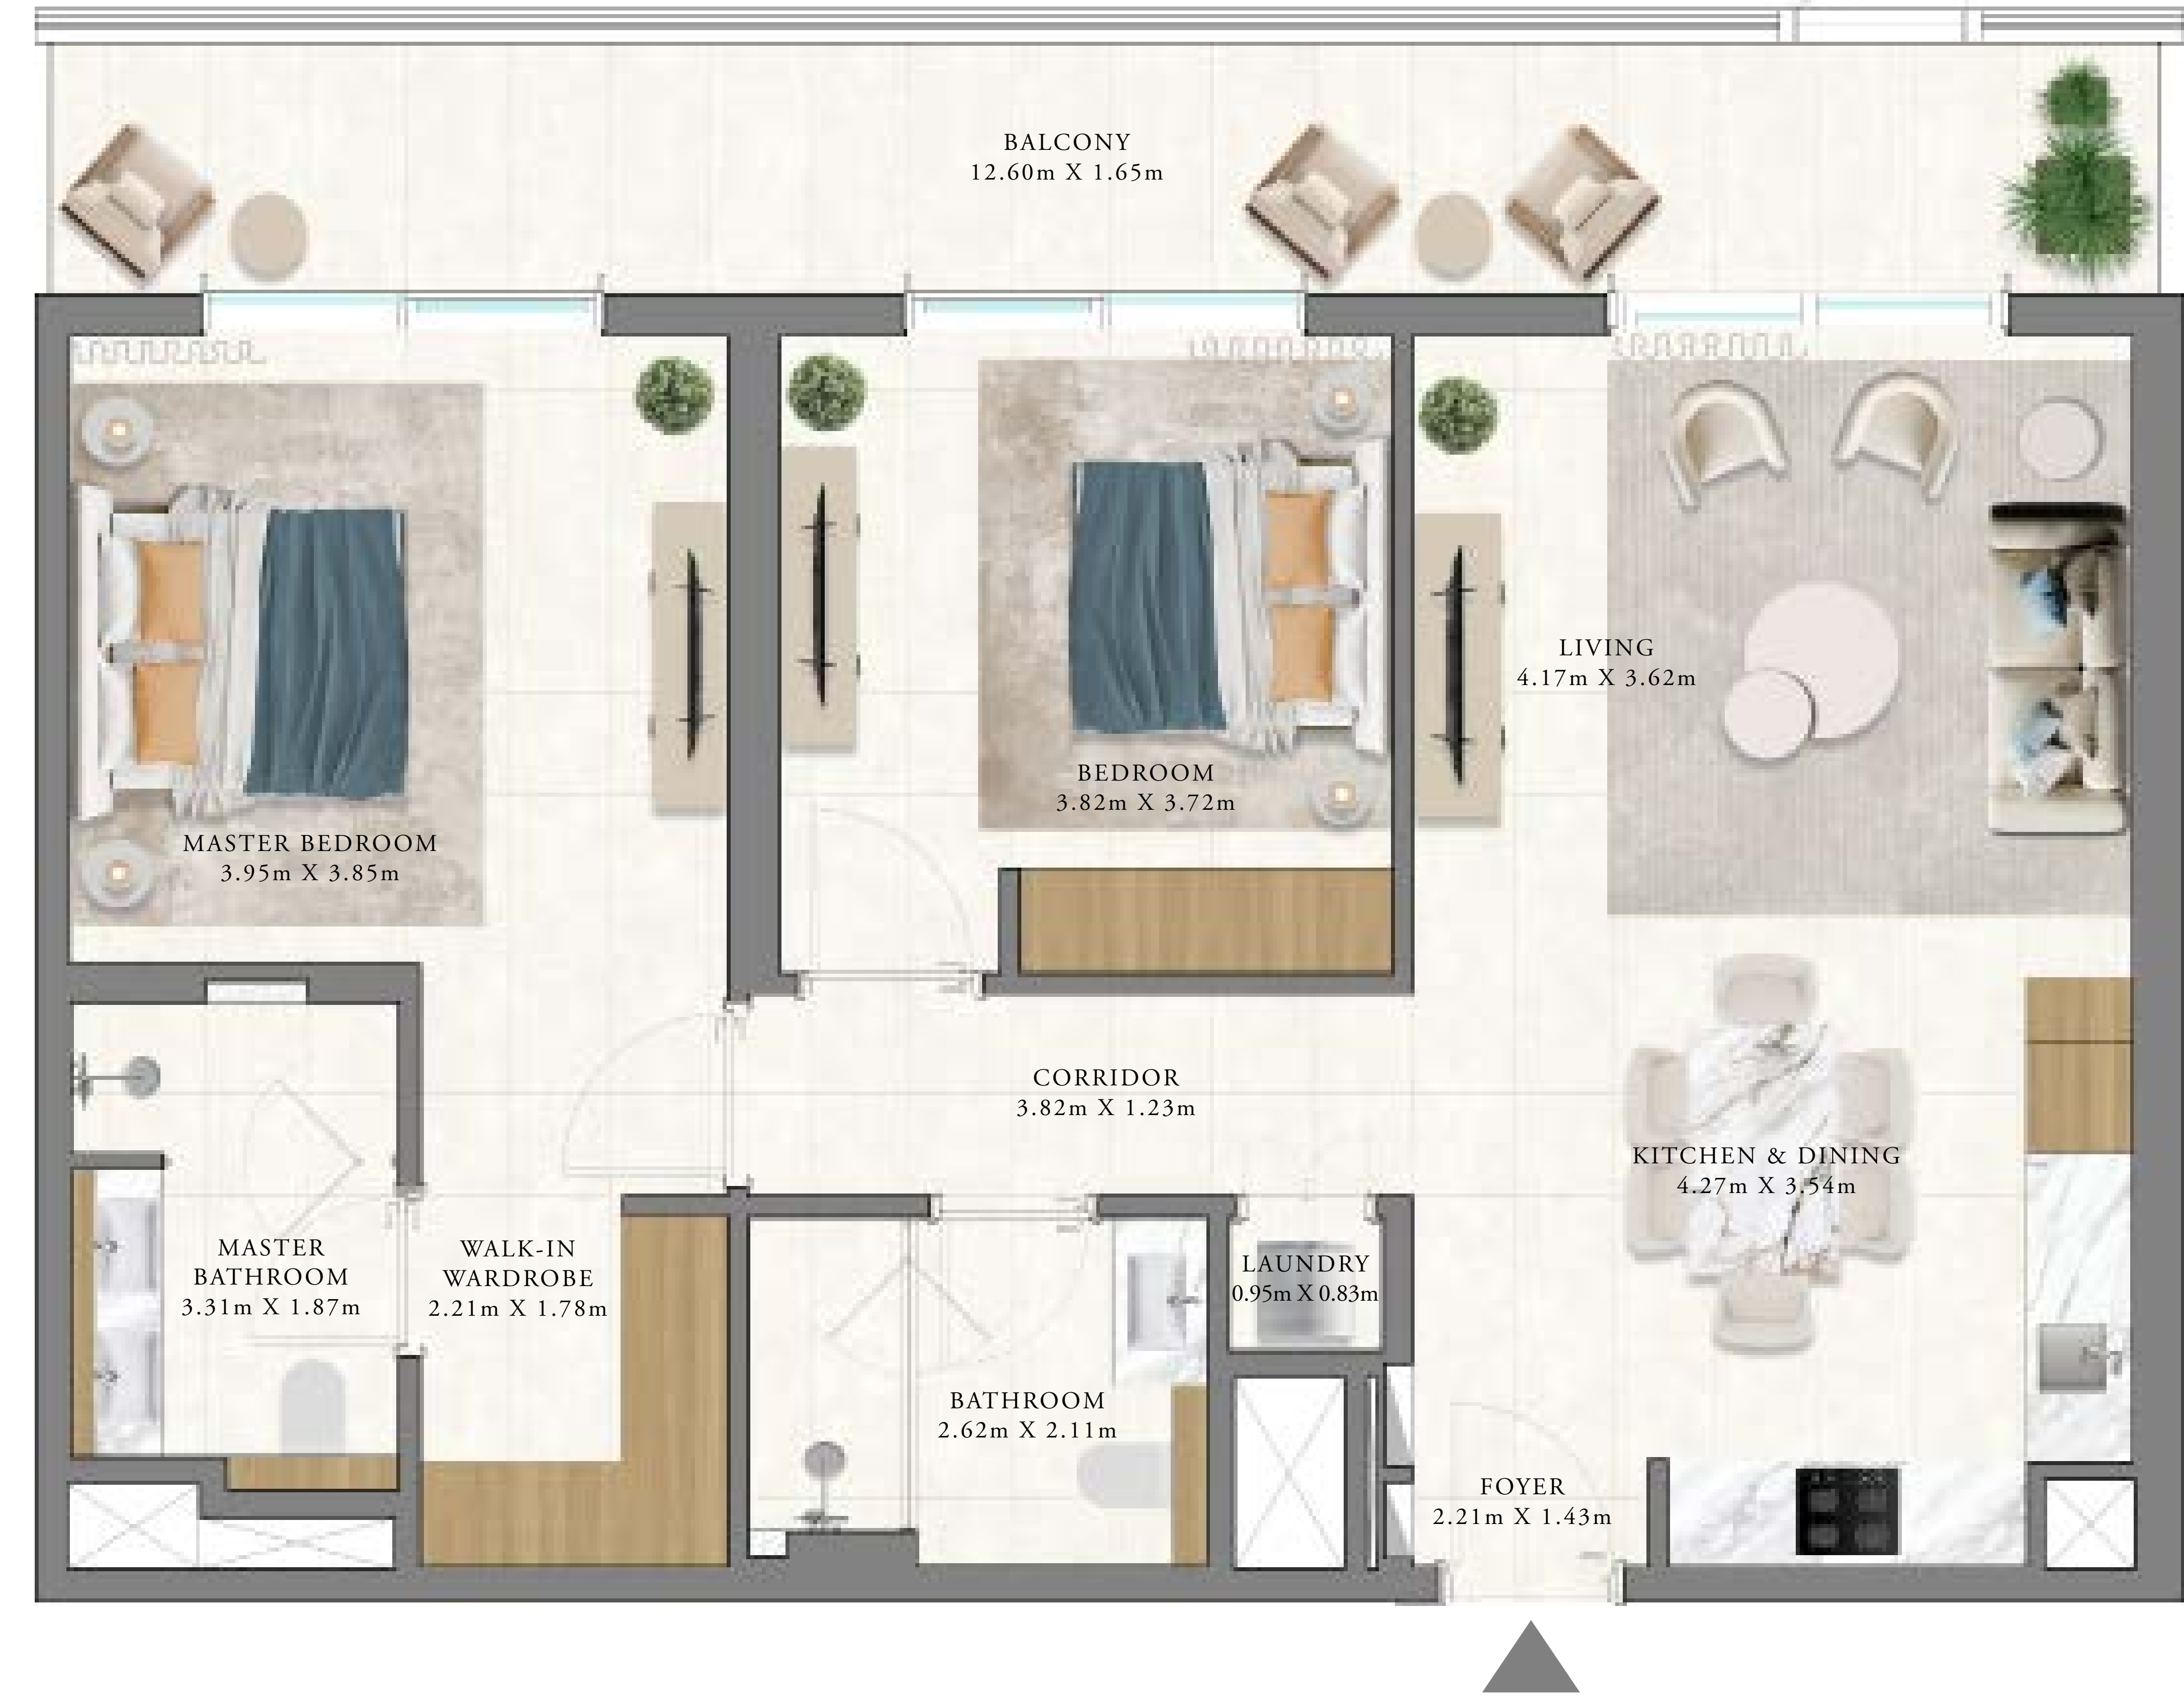 BALCONY
12.60m X 1.65m
LIVING
4.17m X 3.62m
BEDROOM
3.82m X 3.72m
MASTER BEDROOM
3.95m X 3.85m
CORRIDOR
3.82m X 1.23m
KITCHEN & DINING
4.27m X 3.54m
MASTER
BATHROOM
3.31m X 1.87m
WALK-IN
WARDROBE
2.21m X 1.78m
LAUNDRY
0.95m X 0.83m
BATHROOM
2.62m X 2.11m
FOYER
2.21m X 1.43m